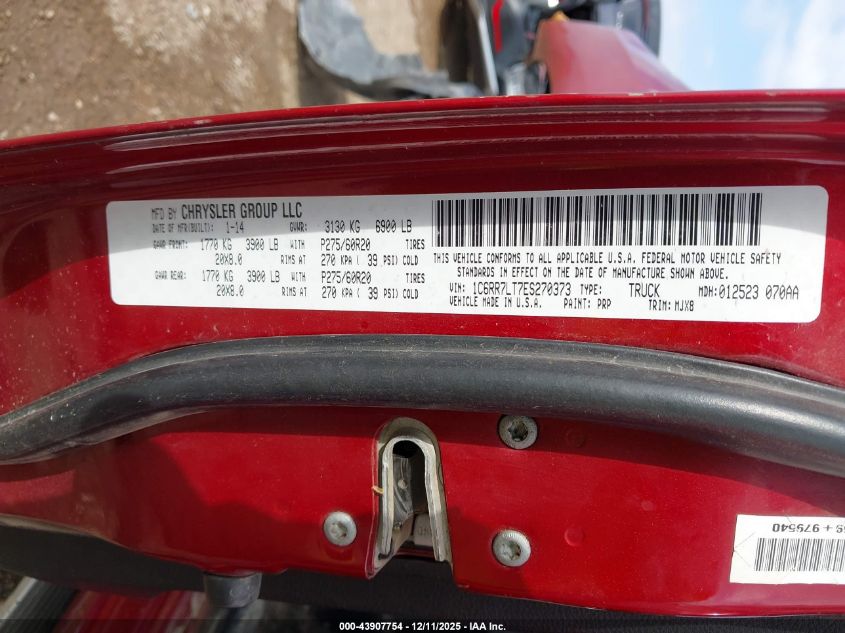 MFD BY CHRYSLER GROUP LLC
DATE OF MFR(BUILT): 1-14 GVWR: 3130 KG 6900 LB
GAWR FRONT: 1770 KG 3900 LB WITH P275/60R20 TIRES
20X8.0 RIMS AT 270 KPA ( 39 PSI) COLD
GAWR REAR: 1770 KG 3900 LB WITH P275/60R20 TIRES
20X8.0 RIMS AT 270 KPA ( 39 PSI) COLD
THIS VEHICLE CONFORMS TO ALL APPLICABLE U.S.A. FEDERAL MOTOR VEHICLE SAFETY
STANDARDS IN EFFECT ON THE DATE OF MANUFACTURE SHOWN ABOVE.
VIN: 1C6RR7LT7ES270373 TYPE: TRUCK MDH: 012523 070AA
VEHICLE MADE IN U.S.A. PAINT: PRP TRIM: MJX8
+ 979540
000-43907754 - 12/11/2025 - IAA Inc.